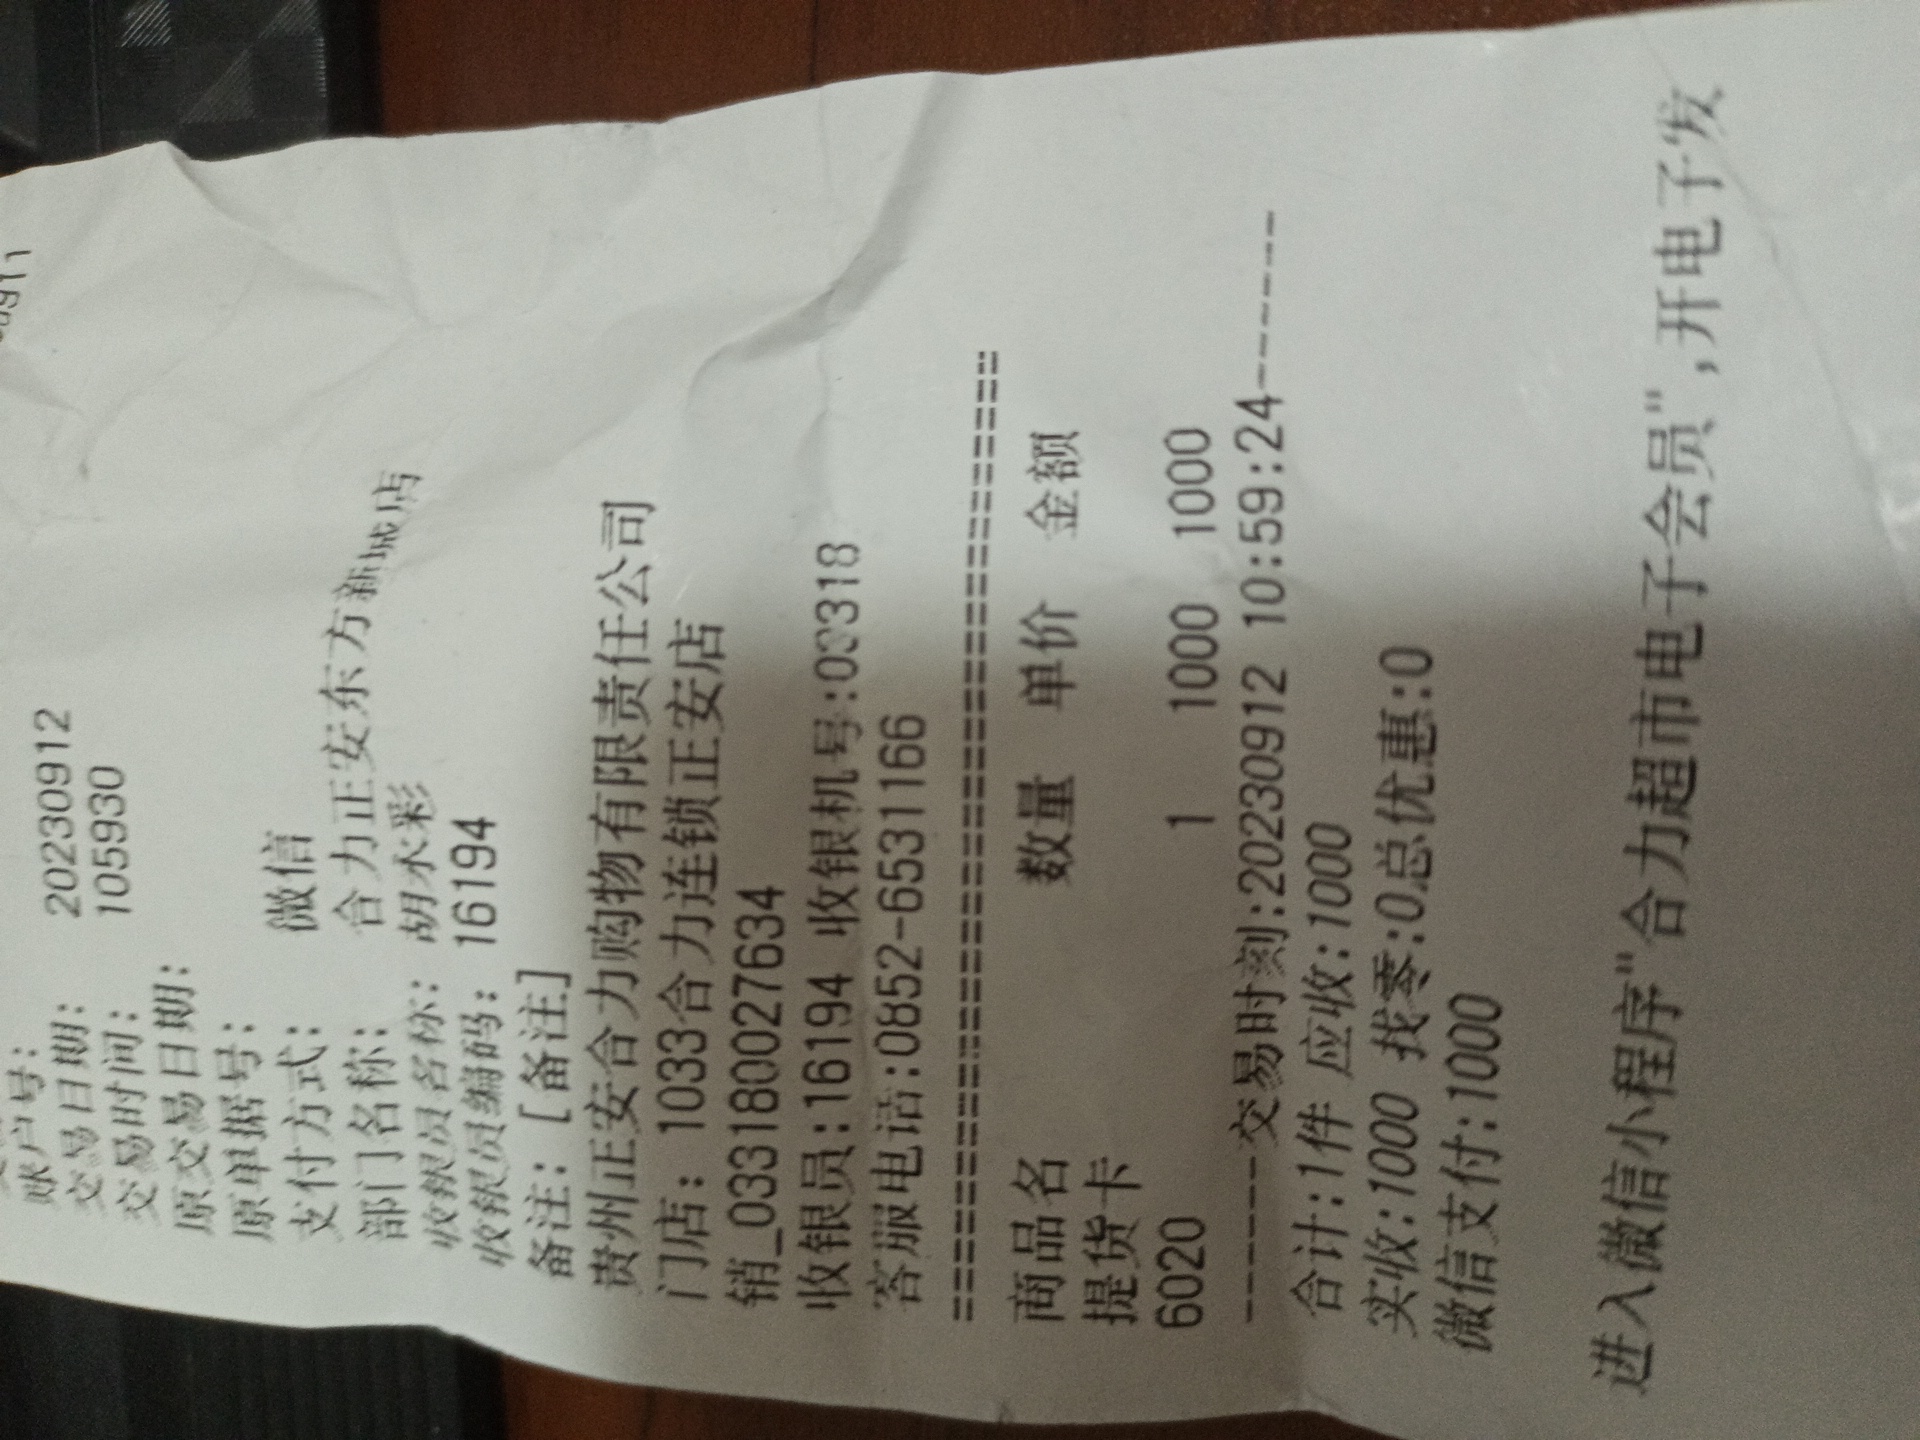 账户号:
交易日期: 20230912
交易时间: 105930
原交易日期:
原单据号:
支付方式: 微信
部门名称: 合力正安东方新城店
收银员名称: 胡水彩
收银员编码: 16194
备注: [备注]
贵州正安合力购物有限责任公司
门店: 1033合力连锁正安店
销_033180027634
收银员:16194 收银机号:03318
客服电话:0852-6531166
==========================================
商品名 数量 单价 金额
提货卡
6020 1 1000 1000
-------交易时刻:20230912 10:59:24--------
合计:1件 应收:1000
实收:1000 找零:0总优惠:0
微信支付:1000
进入微信小程序"合力超市电子会员",开电子发